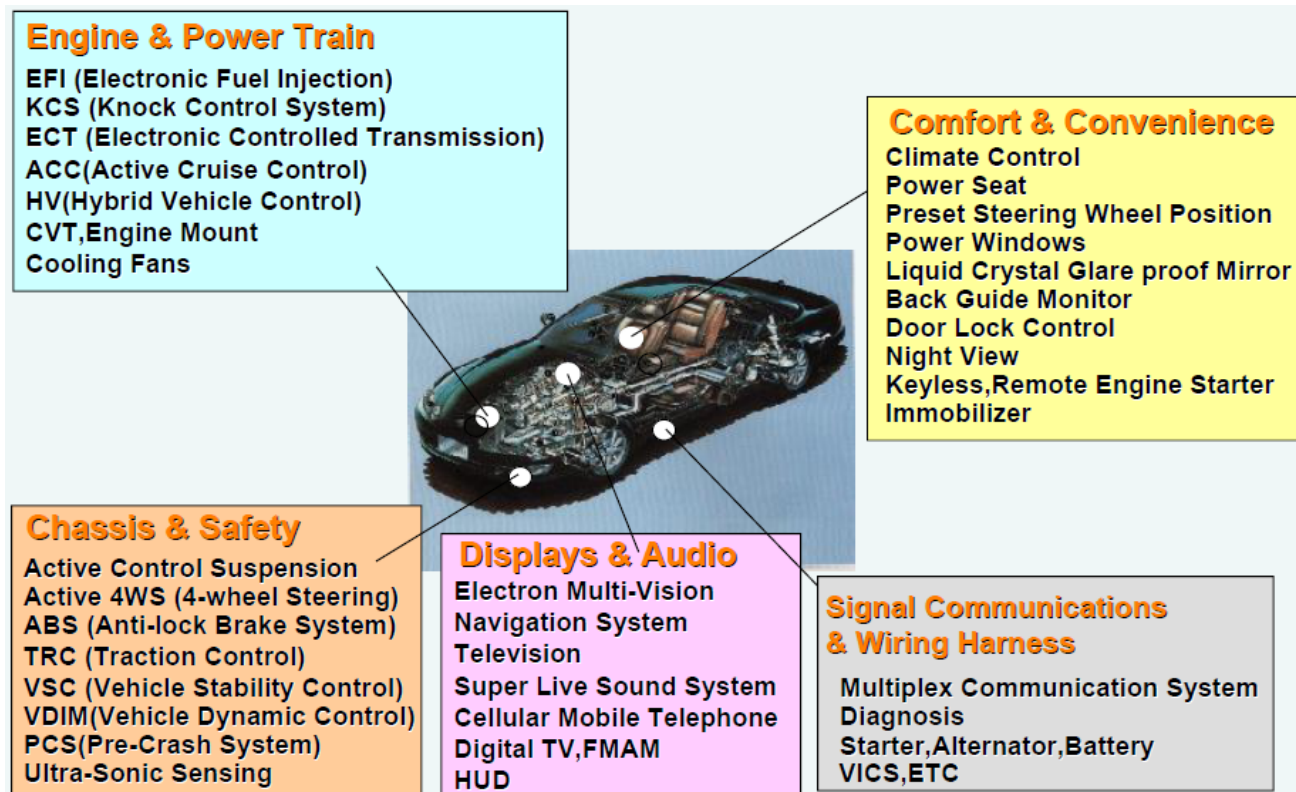 Engine & Power Train
EFI (Electronic Fuel Injection)
KCS (Knock Control System)
ECT (Electronic Controlled Transmission)
ACC(Active Cruise Control)
HV(Hybrid Vehicle Control)
CVT,Engine Mount
Cooling Fans
Comfort & Convenience
Climate Control
Power Seat
Preset Steering Wheel Position
Power Windows
Liquid Crystal Glare proof Mirror
Back Guide Monitor
Door Lock Control
Night View
Keyless,Remote Engine Starter
Immobilizer
Chassis & Safety
Active Control Suspension
Active 4WS (4-wheel Steering)
ABS (Anti-lock Brake System)
TRC (Traction Control)
VSC (Vehicle Stability Control)
VDIM(Vehicle Dynamic Control)
PCS(Pre-Crash System)
Ultra-Sonic Sensing
Displays & Audio
Electron Multi-Vision
Navigation System
Television
Super Live Sound System
Cellular Mobile Telephone
Digital TV,FMAM
HUD
Signal Communications
& Wiring Harness
Multiplex Communication System
Diagnosis
Starter,Alternator,Battery
VICS,ETC